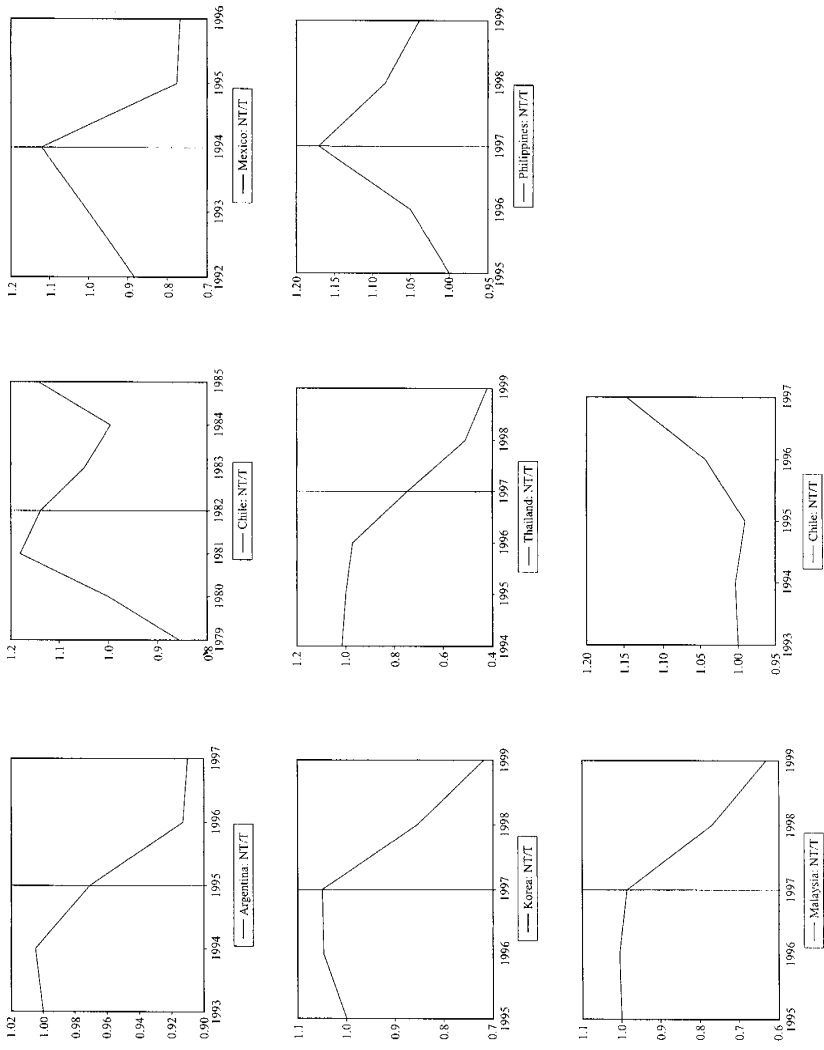 1.2
1.1
1.0
0.9
0.8
0.7
1992 1993 1994 1995 1996
Mexico: NT/T
1.20
1.15
1.10
1.05
1.00
0.95
1995 1996 1997 1998 1999
Philippines: NT/T
1.2
1.1
1.0
0.9
0.8
1979 1980 1981 1982 1983 1984 1985
Chile: NT/T
1.2
1.0
0.8
0.6
0.4
1994 1995 1996 1997 1998 1999
Thailand: NT/T
1.20
1.15
1.10
1.05
1.00
0.95
1993 1994 1995 1996 1997
Chile: NT/T
1.02
1.00
0.98
0.96
0.94
0.92
0.90
1993 1994 1995 1996 1997
Argentina: NT/T
1.1
1.0
0.9
0.8
0.7
1995 1996 1997 1998 1999
Korea: NT/T
1.1
1.0
0.9
0.8
0.7
0.6
1995 1996 1997 1998 1999
Malaysia: NT/T